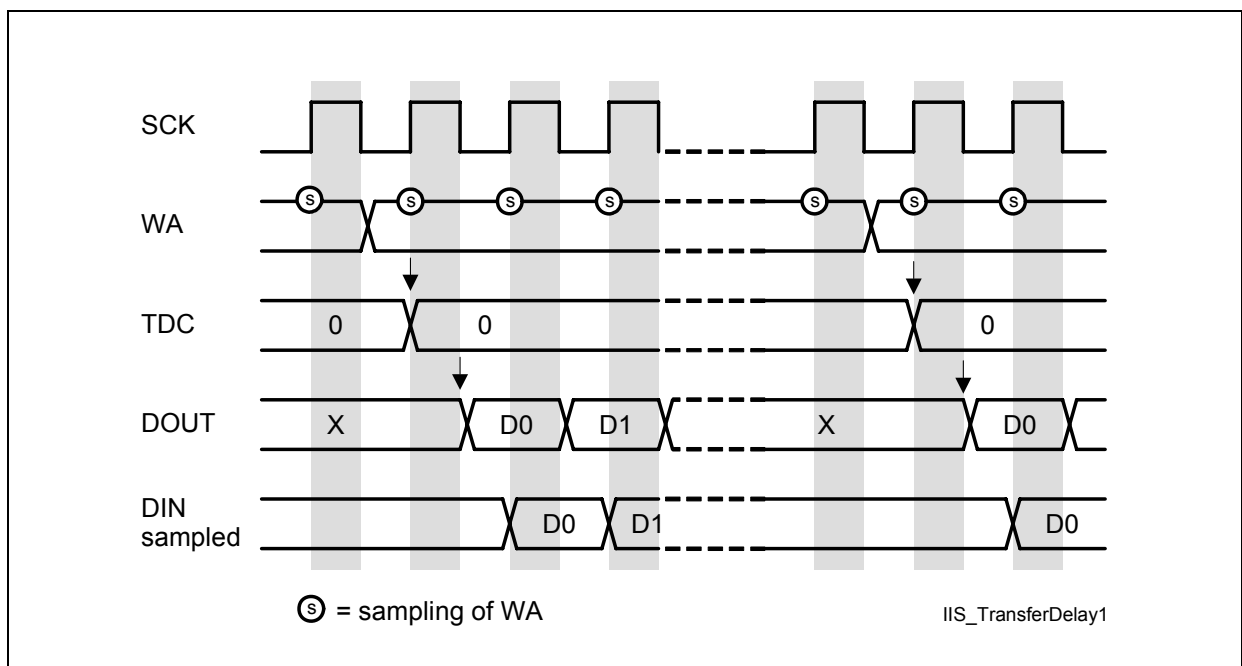 SCK
S S S S S S S
WA
TDC 0 0 0
DOUT X D0 D1 X D0
DIN D0 D1 D0
sampled
S = sampling of WA
IIS_TransferDelay1